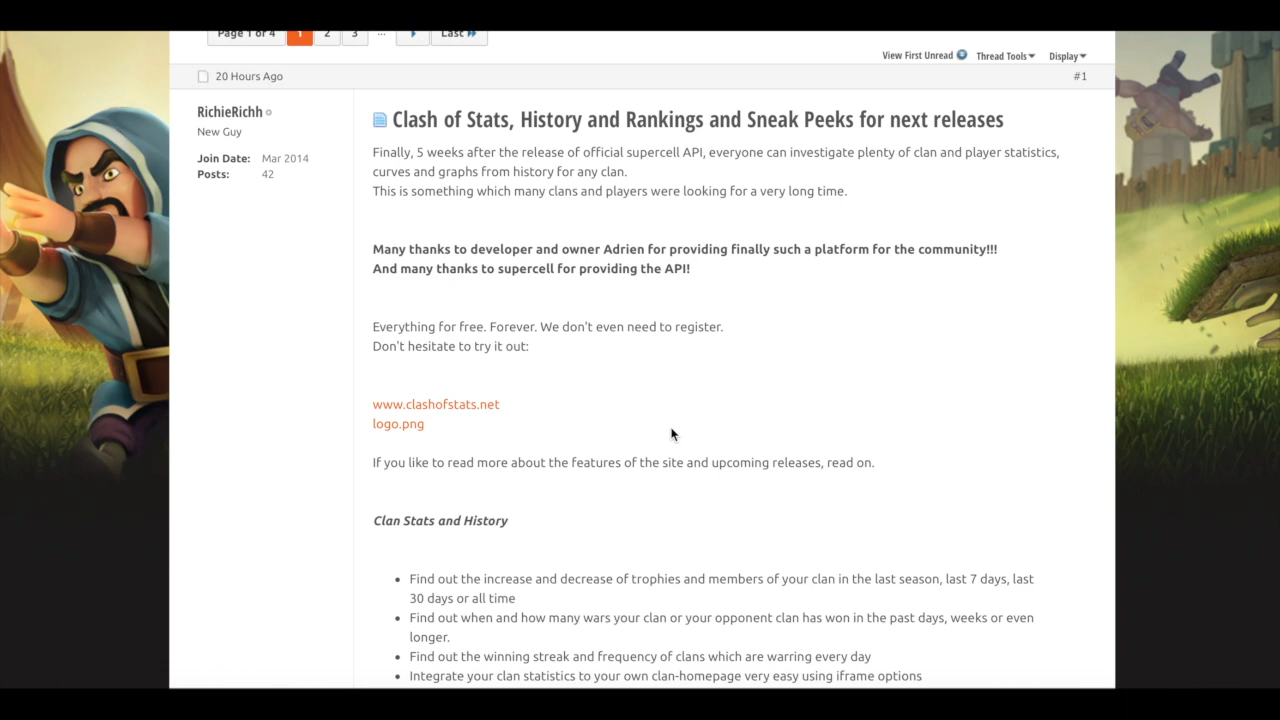 Page 1 of 4 1 2 3 ... Last
View First Unread Thread Tools Display
20 Hours Ago #1
RichieRichh
New Guy
Join Date: Mar 2014
Posts: 42
Clash of Stats, History and Rankings and Sneak Peeks for next releases
Finally, 5 weeks after the release of official supercell API, everyone can investigate plenty of clan and player statistics,
curves and graphs from history for any clan.
This is something which many clans and players were looking for a very long time.
Many thanks to developer and owner Adrien for providing finally such a platform for the community!!!
And many thanks to supercell for providing the API!
Everything for free. Forever. We don't even need to register.
Don't hesitate to try it out:
www.clashofstats.net
logo.png
If you like to read more about the features of the site and upcoming releases, read on.
Clan Stats and History
• Find out the increase and decrease of trophies and members of your clan in the last season, last 7 days, last
30 days or all time
• Find out when and how many wars your clan or your opponent clan has won in the past days, weeks or even
longer.
• Find out the winning streak and frequency of clans which are warring every day
• Integrate your clan statistics to your own clan-homepage very easy using iframe options